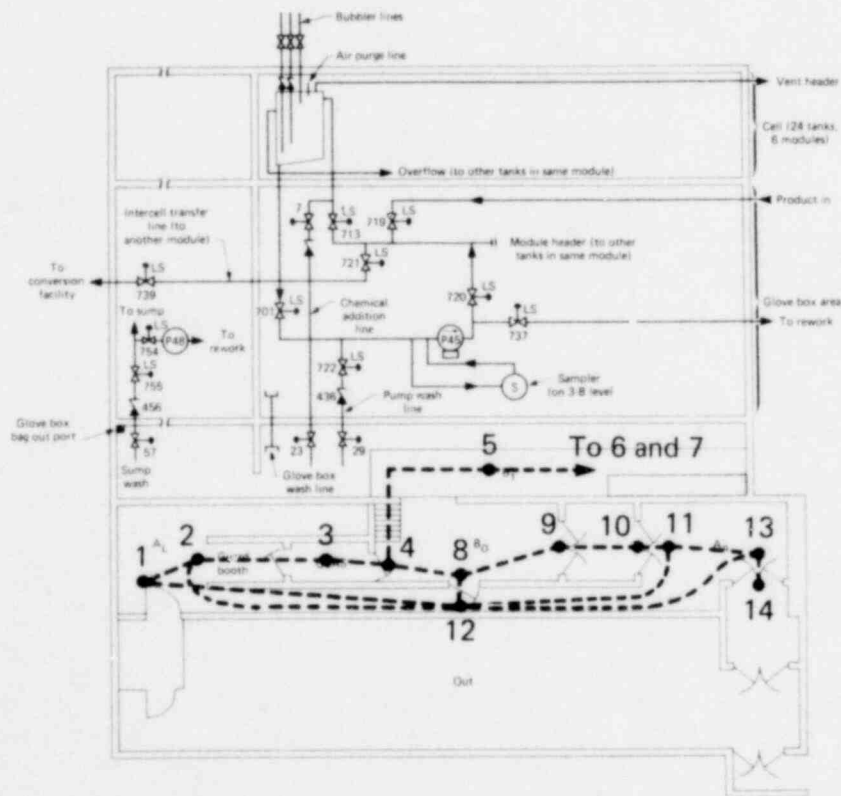 Bubbler lines
Air purge line
Vent header
Cell (24 tanks,
6 modules)
Overflow (to other tanks in same module)
Intercell transfer
line (to
another module)
7
LS
713
LS
719
Product in
Module header (to other
tanks in same module)
LS
721
To
conversion
facility
LS
739
To sump
LS
754
P48
To
rework
LS
755
456
Glove box
bag out port
57
Sump
wash
701
LS
Chemical
addition
line
720
LS
LS
737
Glove box area
To rework
P45
722
LS
436
Pump wash
line
S
Sampler
(on 3-B level
23
29
Glove box
wash line
5
To 6 and 7
1
A
L
2
3
4
booth
8
B
O
9
10
11
13
14
12
Out